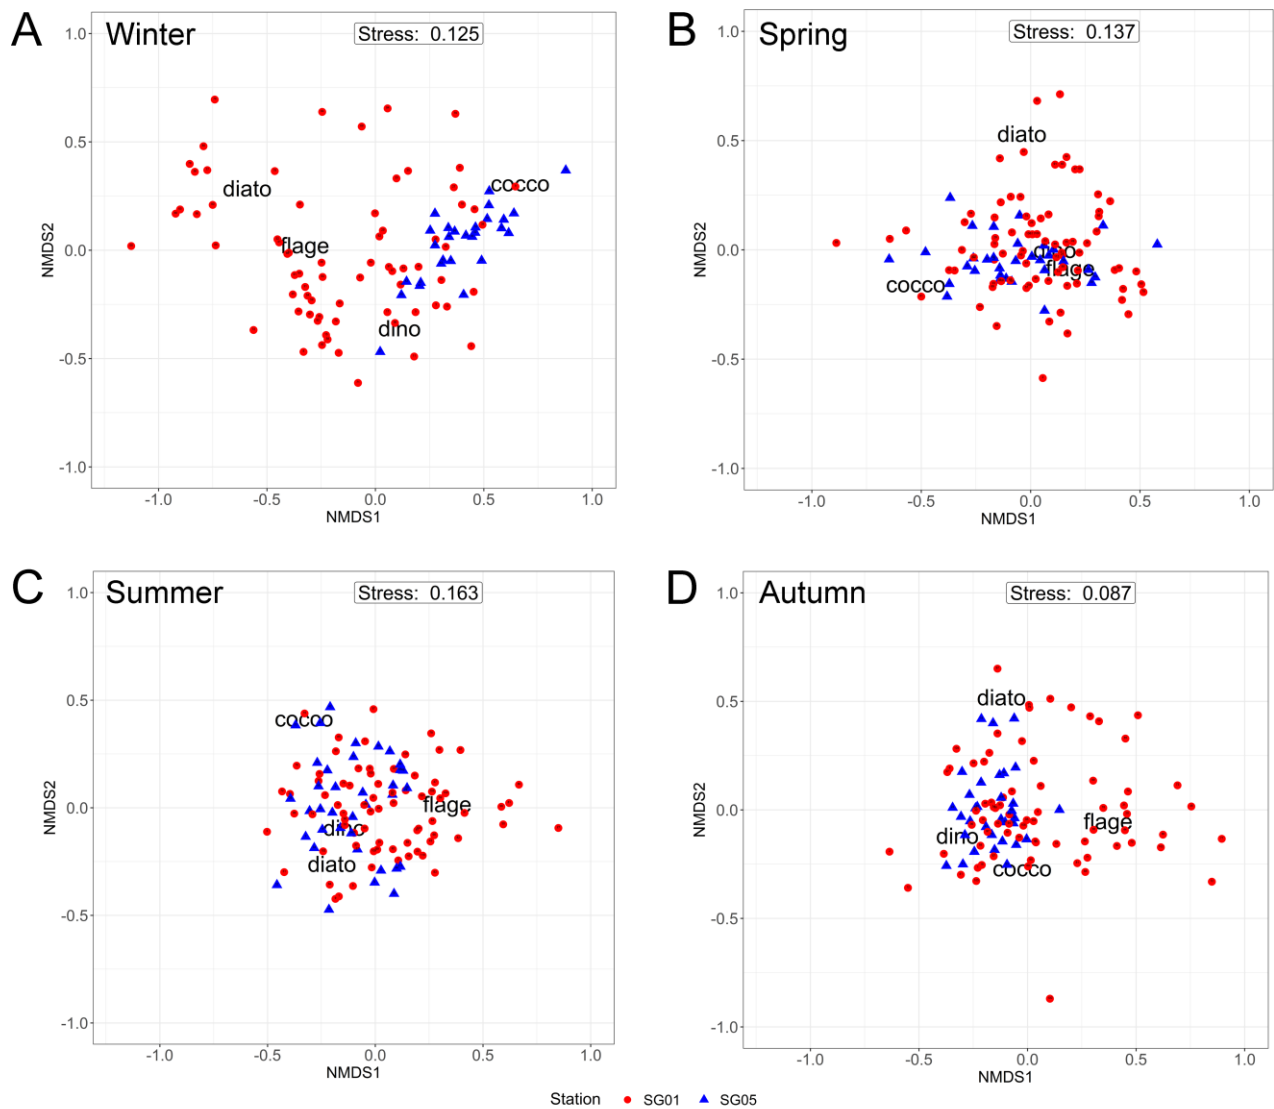 A Winter Stress: 0.125
1.0
0.5
diato
cocco
flage
0.0
NMDS2
dino
-0.5
-1.0
-1.0 -0.5 0.0 0.5 1.0
NMDS1
B Spring Stress: 0.137
1.0
diato
0.5
0.0
dino
flage
cocco
NMDS2
-0.5
-1.0
-1.0 -0.5 0.0 0.5 1.0
NMDS1
C Summer Stress: 0.163
1.0
0.5
cocco
flage
0.0
NMDS2
dino
diato
-0.5
-1.0
-1.0 -0.5 0.0 0.5 1.0
NMDS1
D Autumn Stress: 0.087
1.0
0.5
diato
0.0
NMDS2
flage
dino
cocco
-0.5
-1.0
-1.0 -0.5 0.0 0.5 1.0
NMDS1
Station SG01 SG05